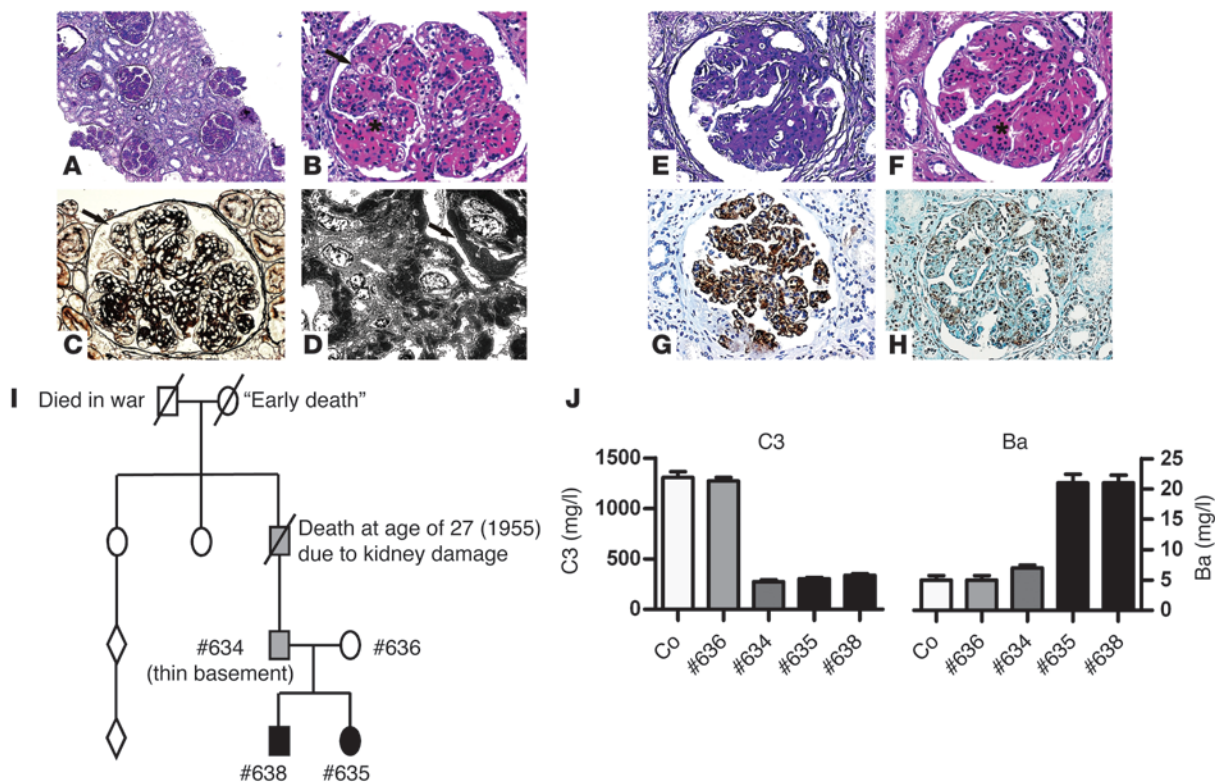 A
B
C
D
E
F
G
H
I
Died in war
"Early death"
Death at age of 27 (1955)
due to kidney damage
#634
(thin basement)
#636
#638
#635
J
C3
Ba
C3 (mg/l)
1500
1000
500
0
Co
#636
#634
#635
#638
Co
#636
#634
#635
#638
25
20
15
10
5
0
Ba (mg/l)